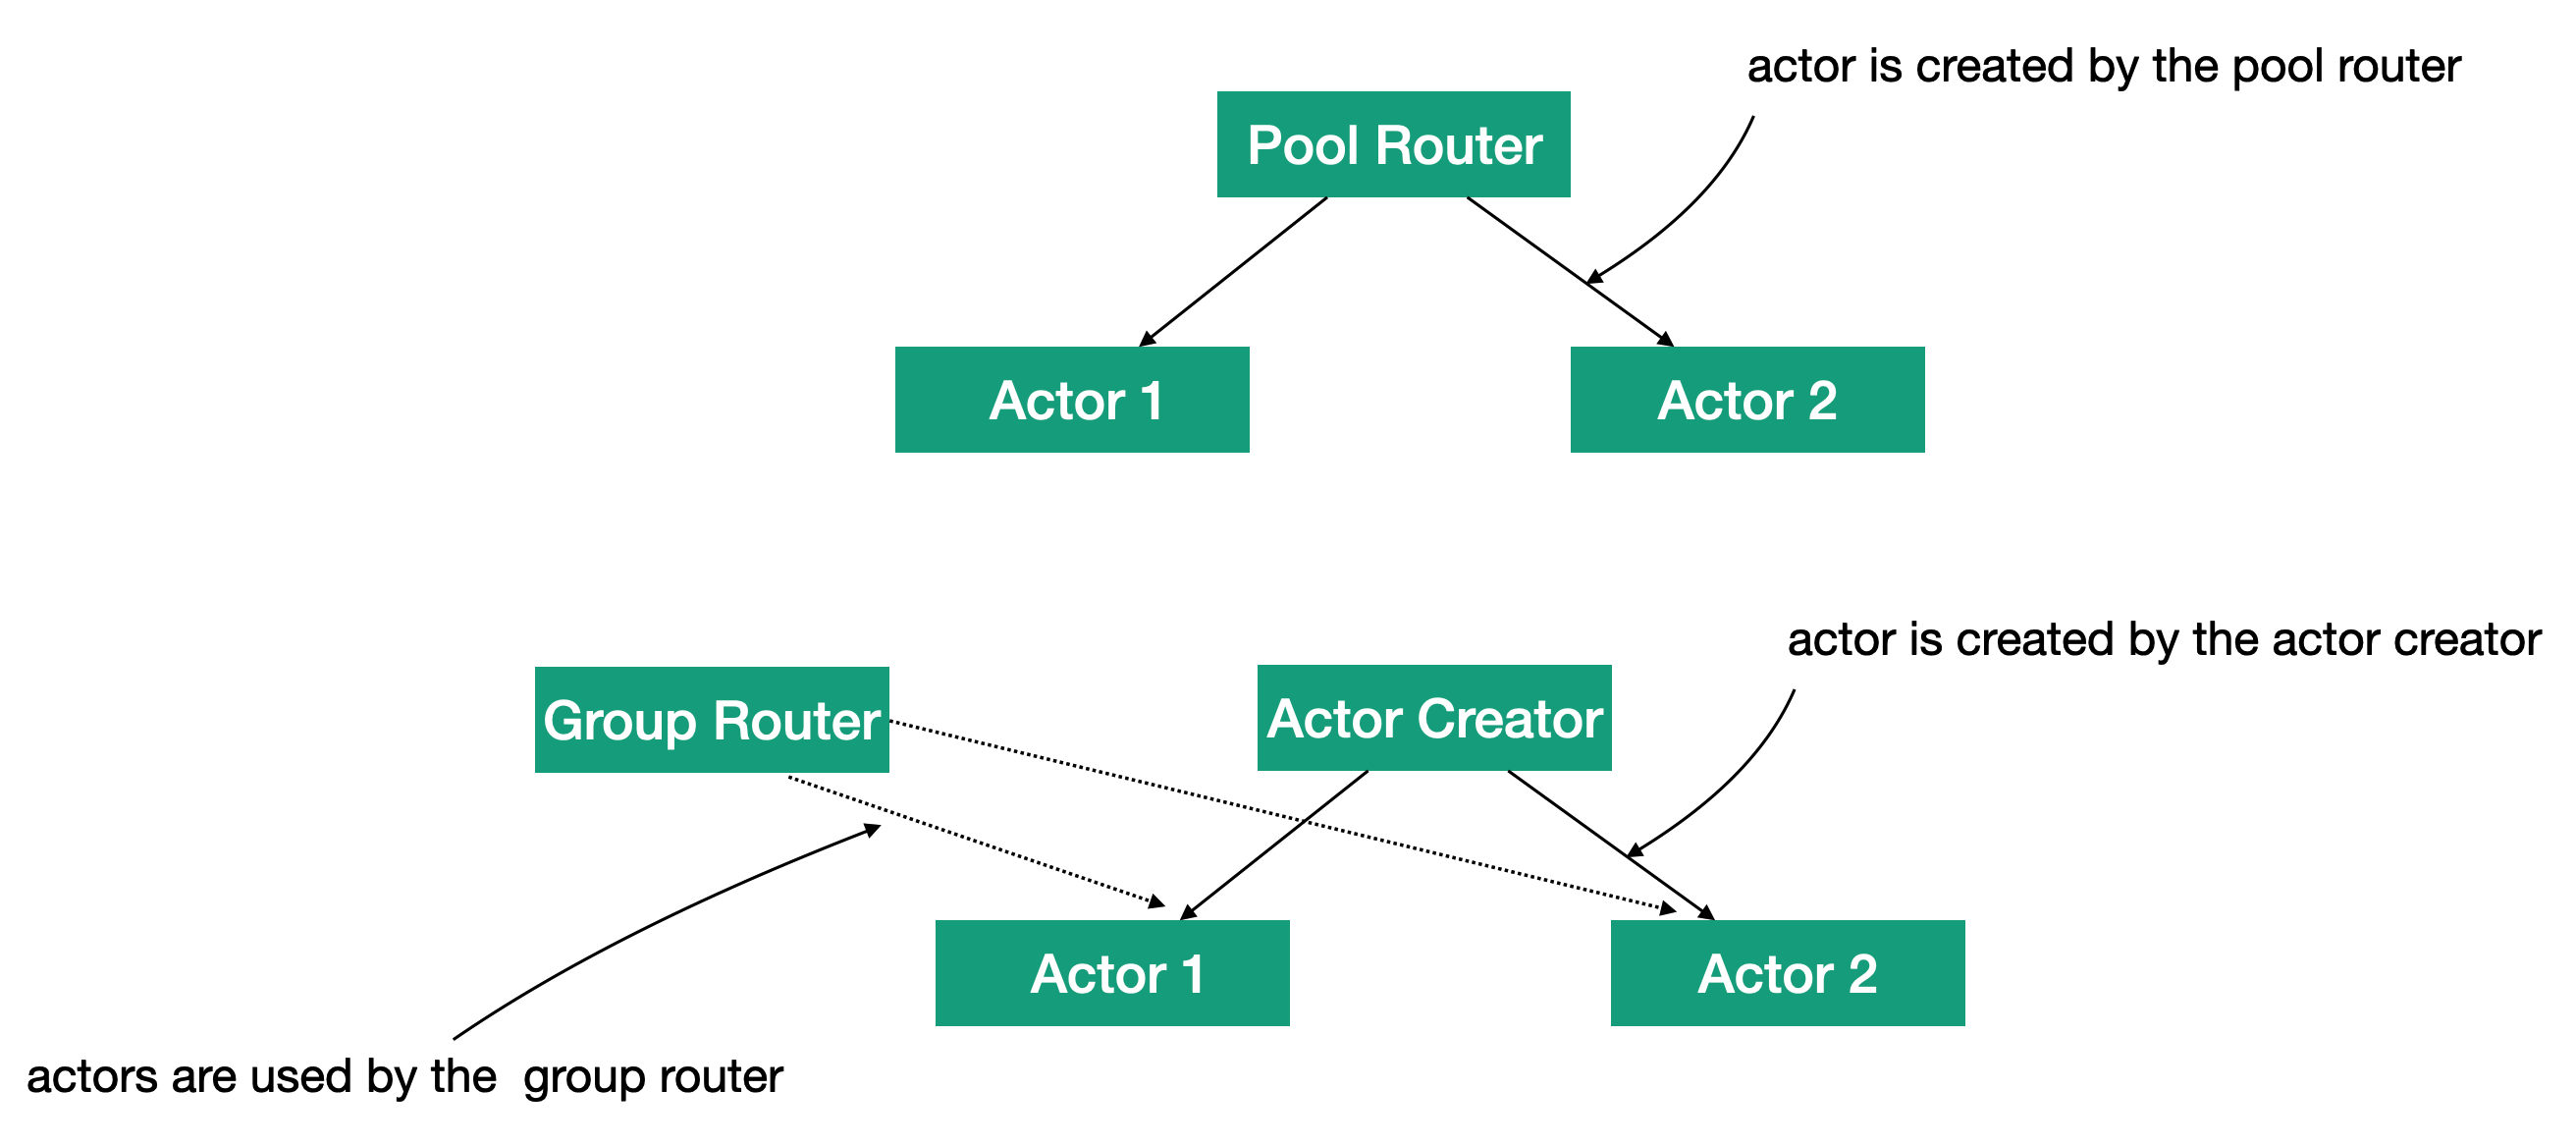 actor is created by the pool router
Pool Router
Actor 1
Actor 2
actor is created by the actor creator
Group Router
Actor Creator
Actor 1
Actor 2
actors are used by the  group router